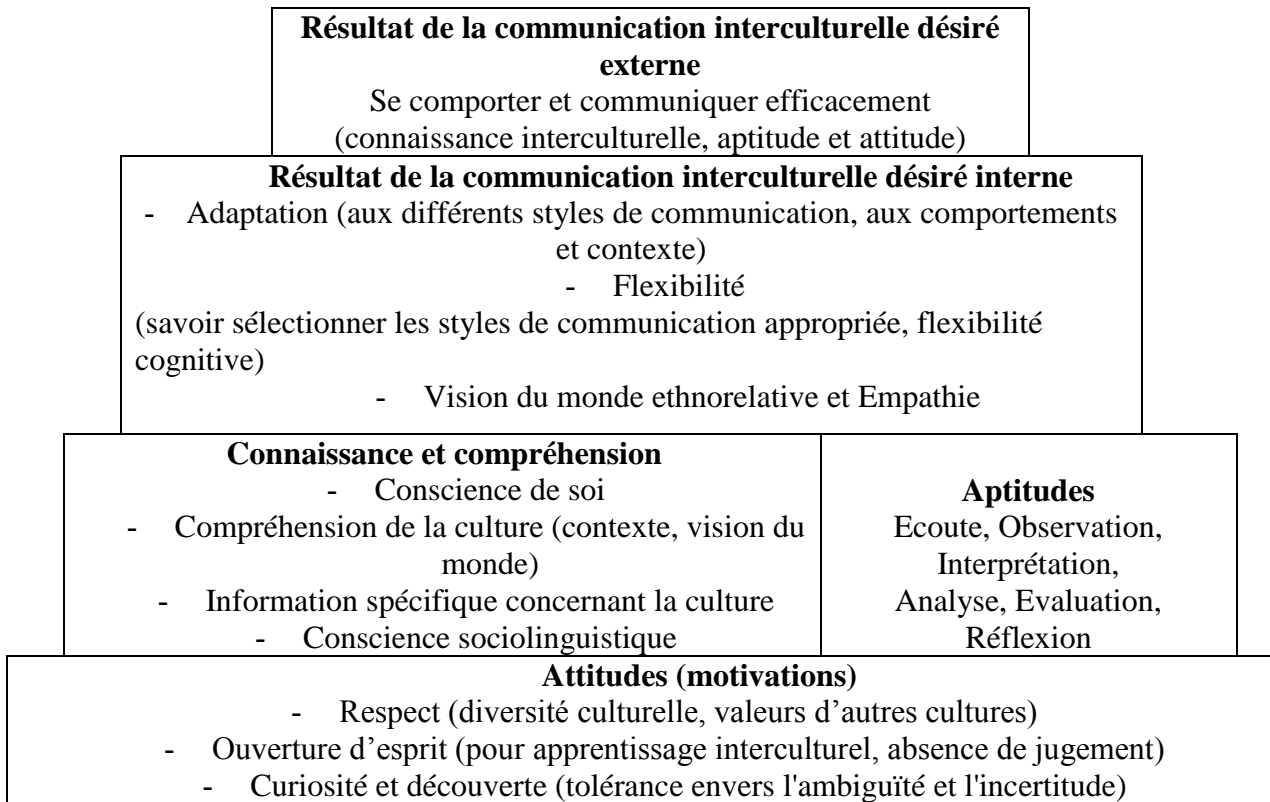 Résultat de la communication interculturelle désiré
externe
Se comporter et communiquer efficacement
(connaissance interculturelle, aptitude et attitude)
Résultat de la communication interculturelle désiré interne
- Adaptation (aux différents styles de communication, aux comportements
et contexte)
- Flexibilité
(savoir sélectionner les styles de communication appropriée, flexibilité
cognitive)
- Vision du monde ethnorelative et Empathie
Connaissance et compréhension
- Conscience de soi
- Compréhension de la culture (contexte, vision du
monde)
- Information spécifique concernant la culture
- Conscience sociolinguistique
Aptitudes
Ecoute, Observation,
Interprétation,
Analyse, Evaluation,
Réflexion
Attitudes (motivations)
- Respect (diversité culturelle, valeurs d’autres cultures)
- Ouverture d’esprit (pour apprentissage interculturel, absence de jugement)
- Curiosité et découverte (tolérance envers l'ambiguïté et l'incertitude)